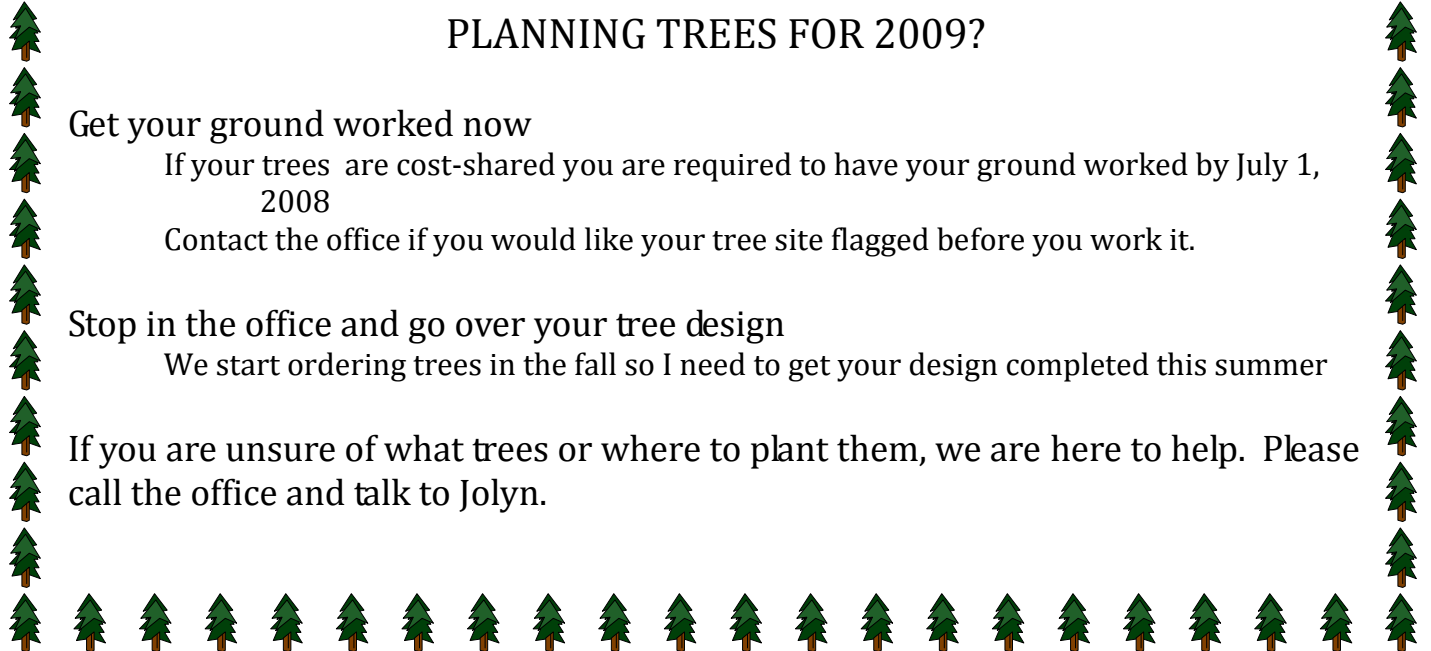 PLANNING TREES FOR 2009?
Get your ground worked now
If your trees  are cost-shared you are required to have your ground worked by July 1,
2008
Contact the office if you would like your tree site flagged before you work it.
Stop in the office and go over your tree design
We start ordering trees in the fall so I need to get your design completed this summer
If you are unsure of what trees or where to plant them, we are here to help.  Please
call the office and talk to Jolyn.